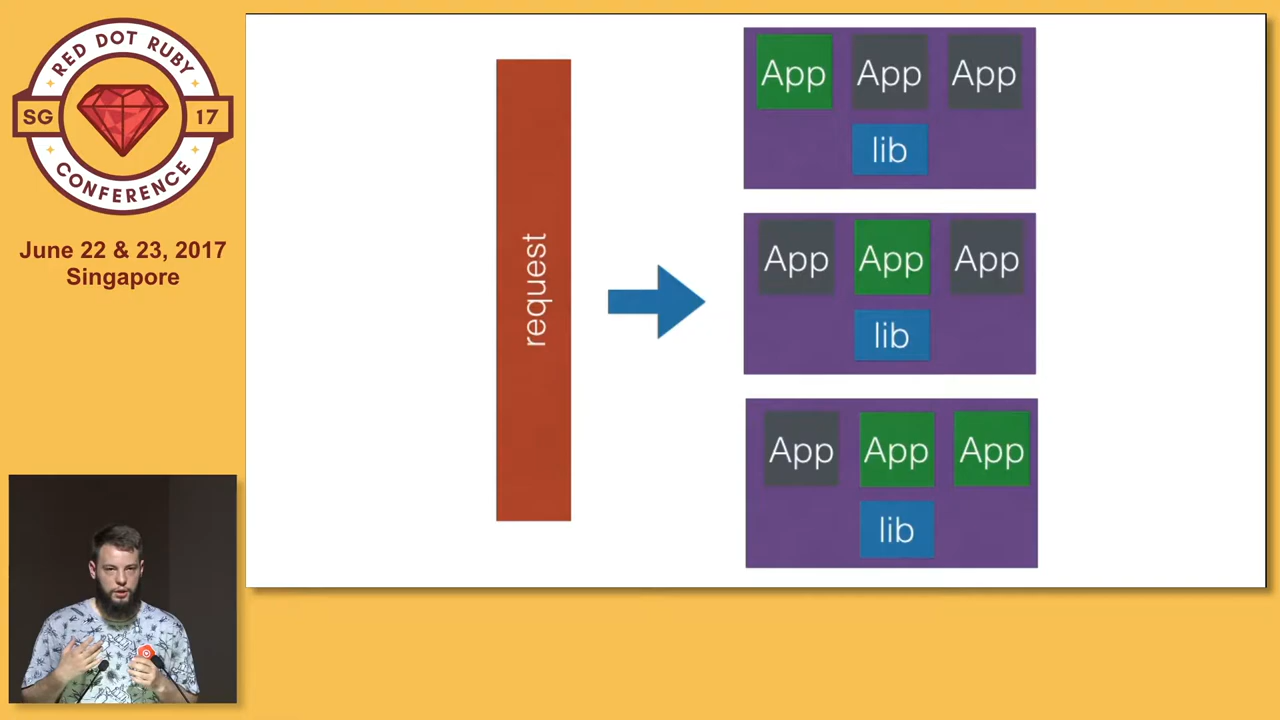 RED DOT RUBY
SG
17
CONFERENCE
June 22 & 23, 2017
Singapore
request
App App App
lib
App App App
lib
App App App
lib